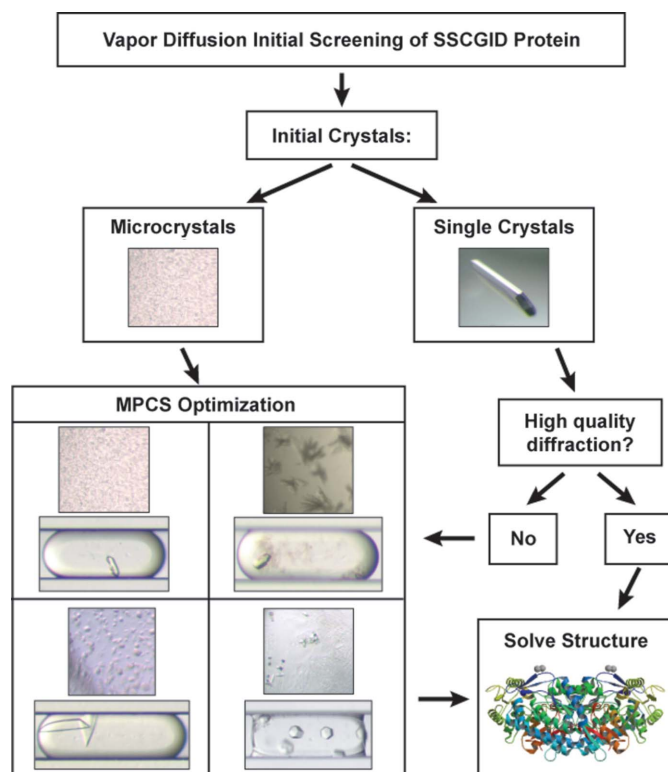 Vapor Diffusion Initial Screening of SSCGID Protein
Initial Crystals:
Microcrystals
Single Crystals
MPCS Optimization
High quality
diffraction?
No
Yes
Solve Structure